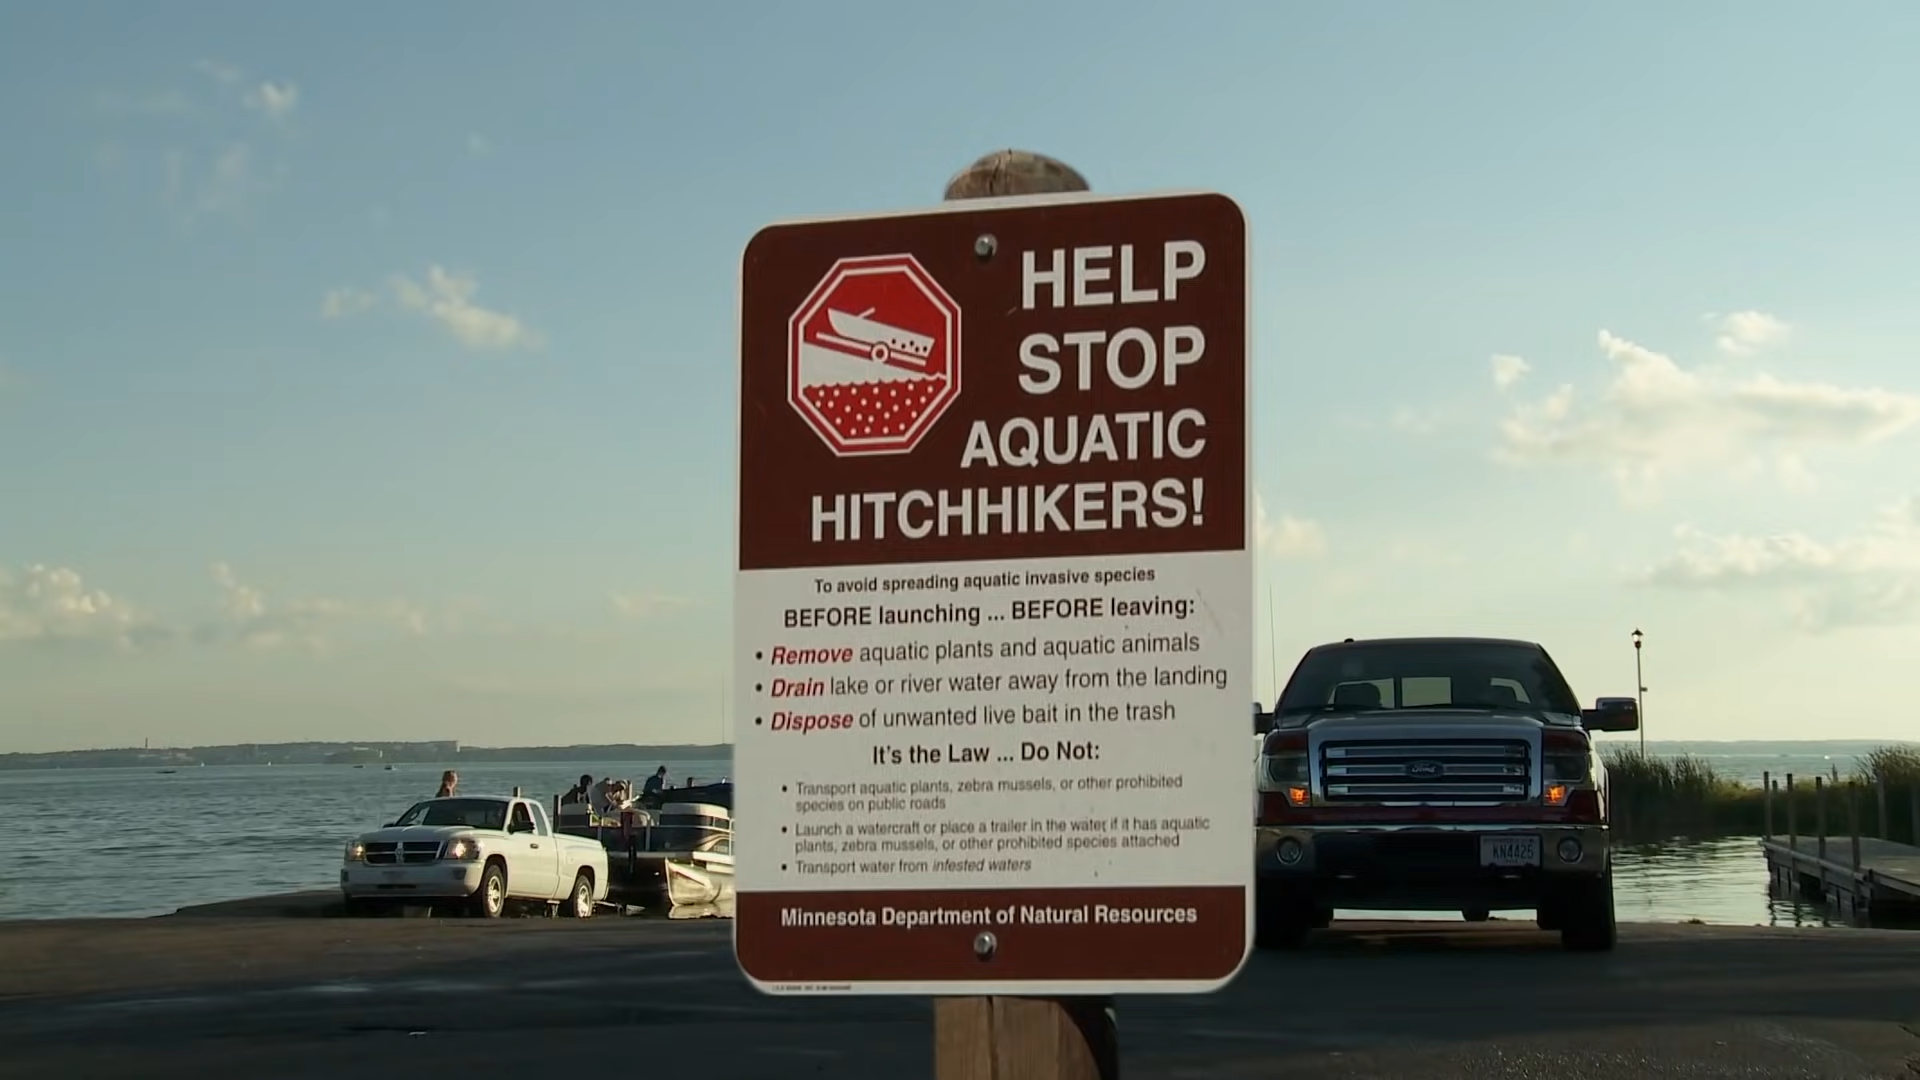 HELP
STOP
AQUATIC
HITCHHIKERS!
To avoid spreading aquatic invasive species
BEFORE launching ... BEFORE leaving:
• Remove aquatic plants and aquatic animals
• Drain lake or river water away from the landing
• Dispose of unwanted live bait in the trash
It's the Law ... Do Not:
• Transport aquatic plants, zebra mussels, or other prohibited
species on public roads
• Launch a watercraft or place a trailer in the water if it has aquatic
plants, zebra mussels, or other prohibited species attached
• Transport water from infested waters
Minnesota Department of Natural Resources
Ford
KN4425